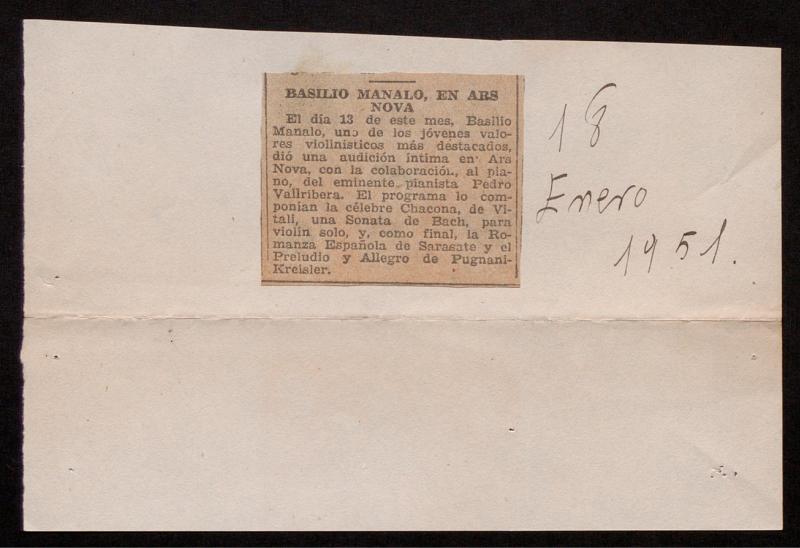 BASILIO MANALO, EN ARS
NOVA
El día 13 de este mes, Basilio
Manalo, uno de los jóvenes valo-
res violinísticos más destacados,
dió una audición íntima en Ars
Nova, con la colaboración, al pia-
no, del eminente pianista Pedro
Vallribera. El programa lo com-
ponían la célebre Chacona, de Vi-
tali, una Sonata de Bach, para
violín solo, y, como final, la Ro-
manza Española de Sarasate y el
Preludio y Allegro de Pugnani-
Kreisler.
18
Enero
1951.